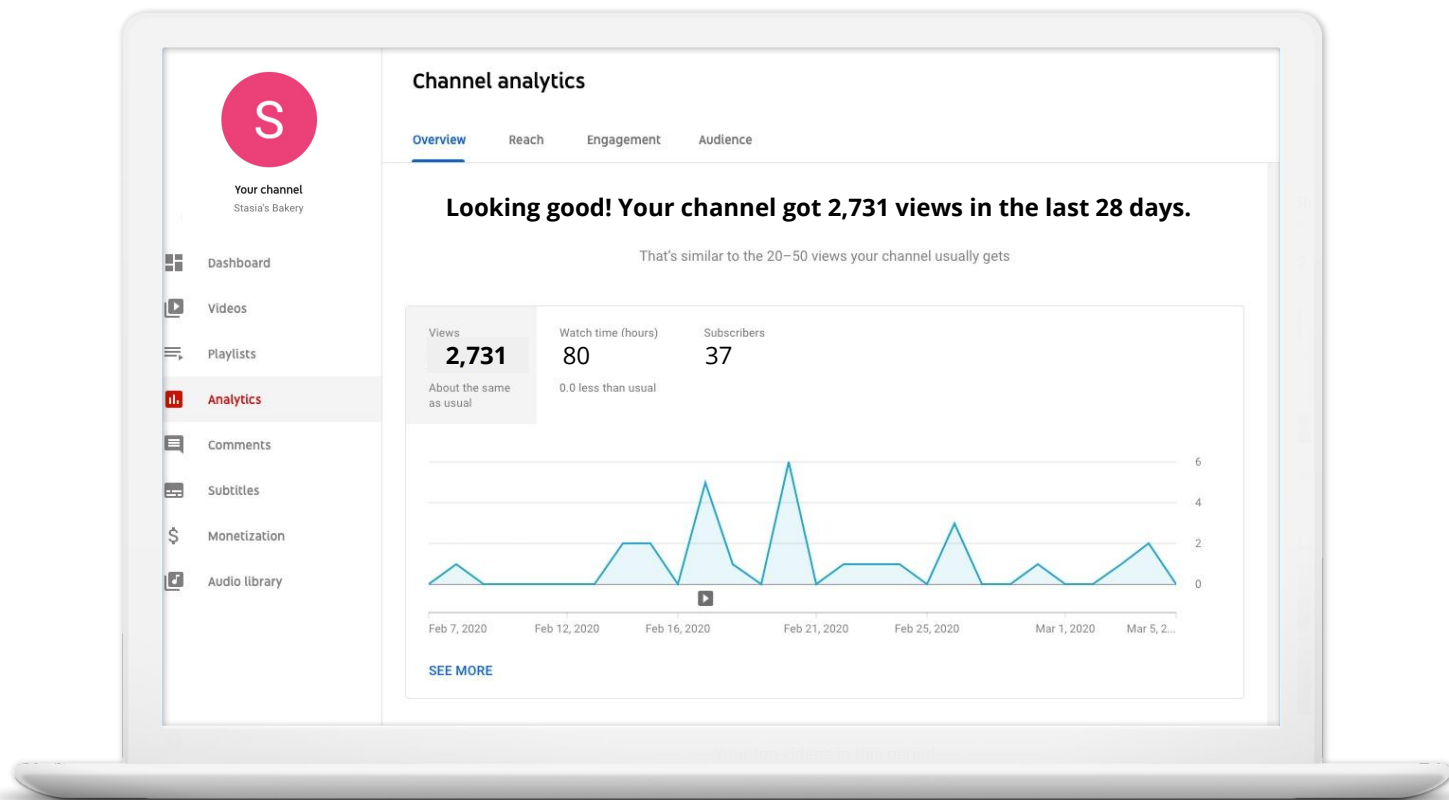 S
Your channel
Stasia's Bakery
Dashboard
Videos
Playlists
Analytics
Comments
Subtitles
Monetization
Audio library
Channel analytics
Overview Reach Engagement Audience
Looking good! Your channel got 2,731 views in the last 28 days.
That's similar to the 20–50 views your channel usually gets
Views
2,731
About the same
as usual
Watch time (hours)
80
0.0 less than usual
Subscribers
37
6
4
2
0
Feb 7, 2020 Feb 12, 2020 Feb 16, 2020 Feb 21, 2020 Feb 25, 2020 Mar 1, 2020 Mar 5, 2...
SEE MORE